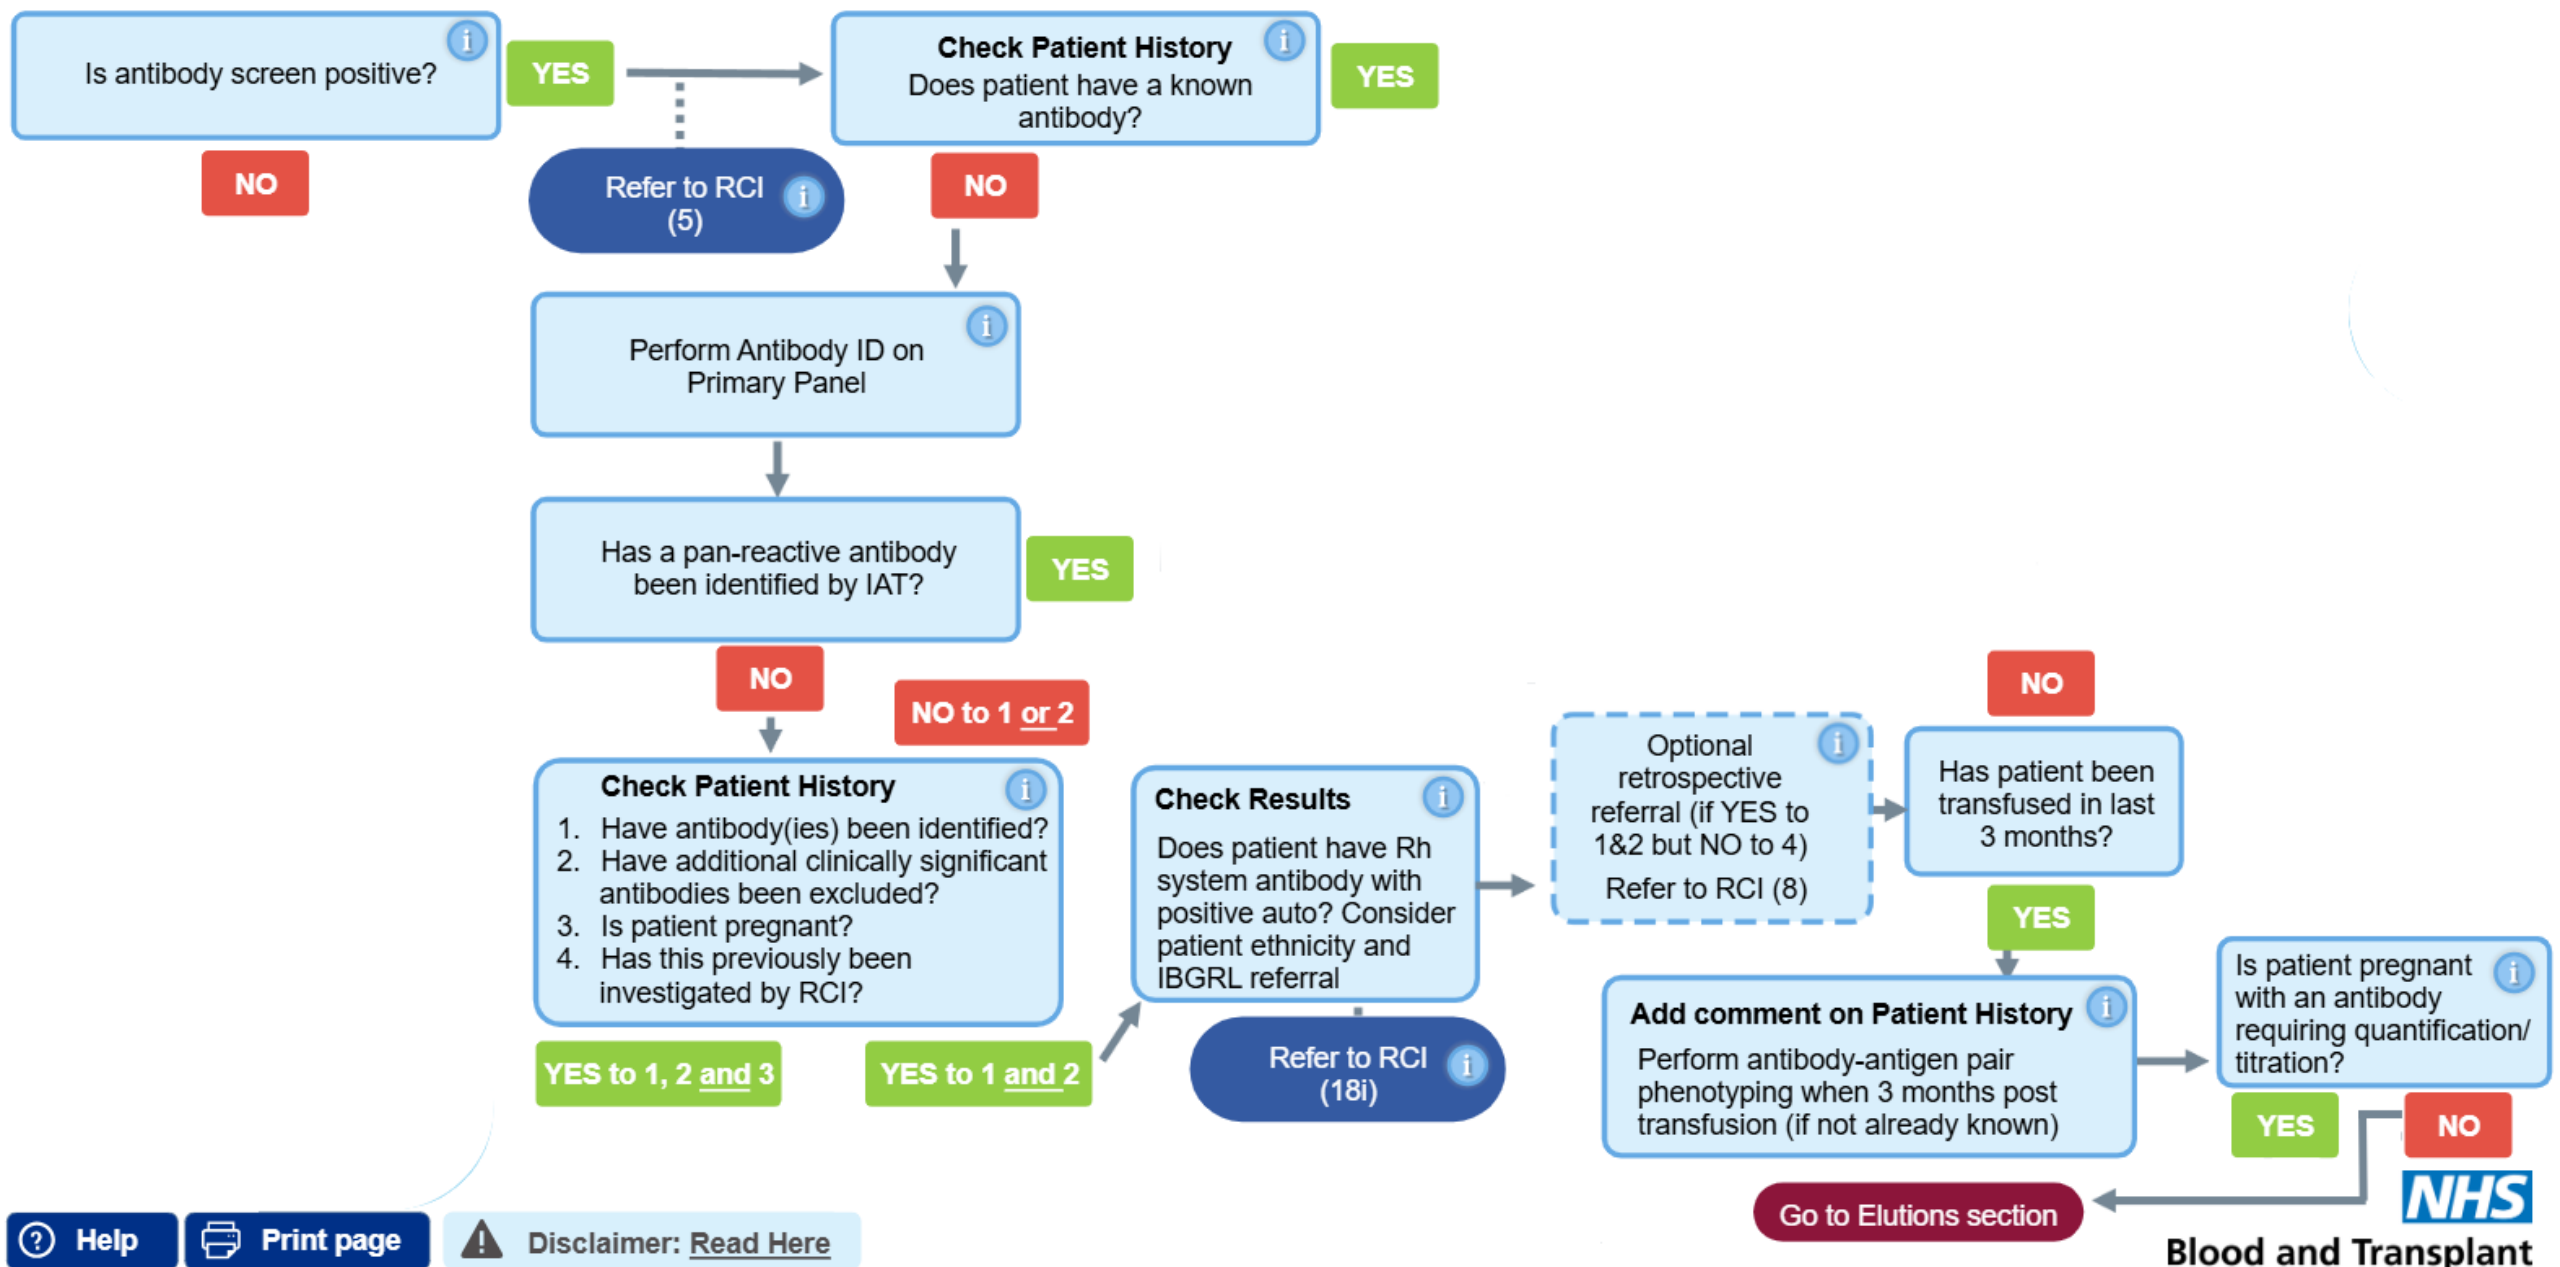 Is antibody screen positive?
YES
NO
Refer to RCI
(5)
Check Patient History
Does patient have a known
antibody?
YES
NO
Perform Antibody ID on
Primary Panel
Has a pan-reactive antibody
been identified by IAT?
YES
NO
NO to 1 or 2
Check Patient History
1. Have antibody(ies) been identified?
2. Have additional clinically significant
antibodies been excluded?
3. Is patient pregnant?
4. Has this previously been
investigated by RCI?
YES to 1, 2 and 3
YES to 1 and 2
Check Results
Does patient have Rh
system antibody with
positive auto? Consider
patient ethnicity and
IBGRL referral
Refer to RCI
(18i)
Optional
retrospective
referral (if YES to
1&2 but NO to 4)
Refer to RCI (8)
NO
Has patient been
transfused in last
3 months?
YES
Add comment on Patient History
Perform antibody-antigen pair
phenotyping when 3 months post
transfusion (if not already known)
Is patient pregnant
with an antibody
requiring quantification/
titration?
YES
NO
Go to Elutions section
Help
Print page
Disclaimer: Read Here
NHS
Blood and Transplant